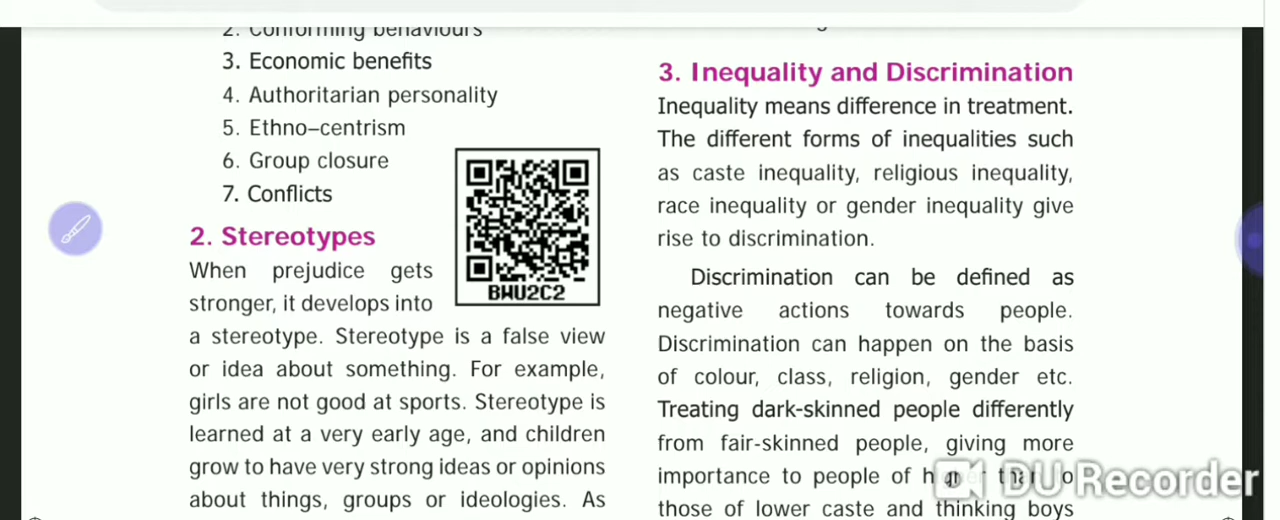 2. Conforming behaviours
3. Economic benefits
4. Authoritarian personality
5. Ethno–centrism
6. Group closure
7. Conflicts
BWU2C2
2. Stereotypes
When prejudice gets
stronger, it develops into
a stereotype. Stereotype is a false view
or idea about something. For example,
girls are not good at sports. Stereotype is
learned at a very early age, and children
grow to have very strong ideas or opinions
about things, groups or ideologies. As
3. Inequality and Discrimination
Inequality means difference in treatment.
The different forms of inequalities such
as caste inequality, religious inequality,
race inequality or gender inequality give
rise to discrimination.
Discrimination can be defined as
negative actions towards people.
Discrimination can happen on the basis
of colour, class, religion, gender etc.
Treating dark-skinned people differently
from fair-skinned people, giving more
importance to people of higher than to
those of lower caste and thinking boys
DU Recorder